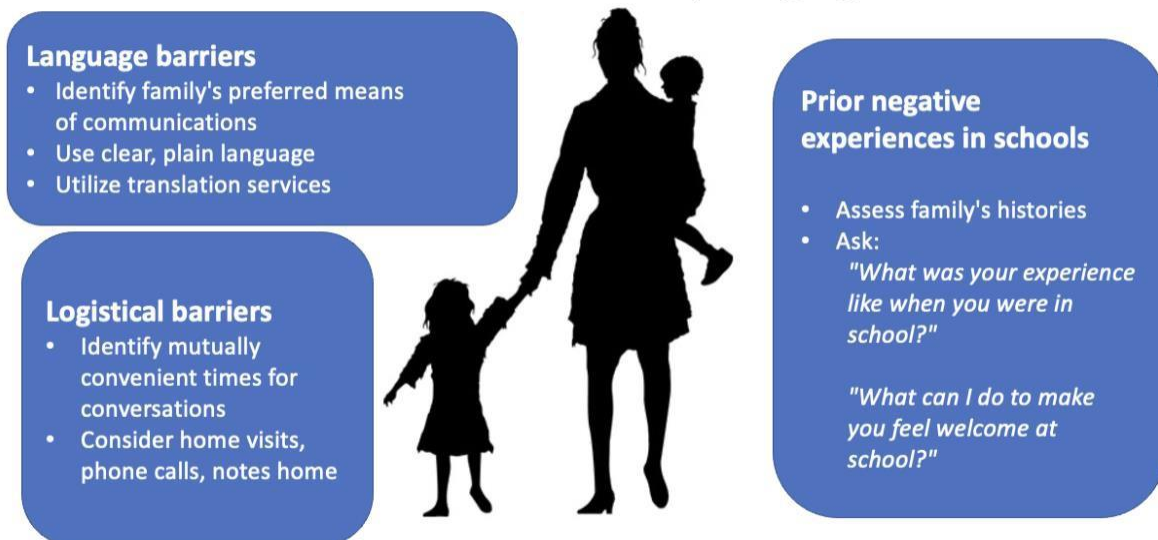 Language barriers
• Identify family's preferred means
of communications
• Use clear, plain language
• Utilize translation services
Logistical barriers
• Identify mutually
convenient times for
conversations
• Consider home visits,
phone calls, notes home
Prior negative
experiences in schools
• Assess family's histories
• Ask:
"What was your experience
like when you were in
school?"
"What can I do to make
you feel welcome at
school?"